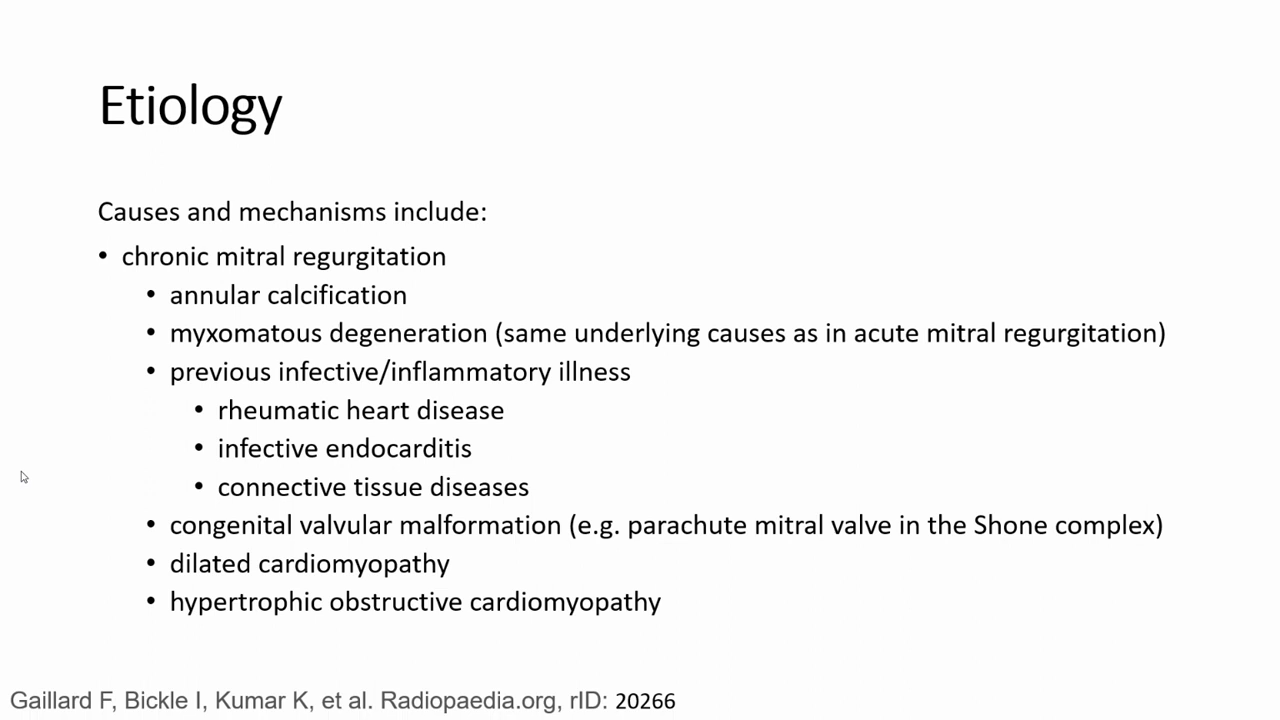 Etiology
Causes and mechanisms include:
• chronic mitral regurgitation
• annular calcification
• myxomatous degeneration (same underlying causes as in acute mitral regurgitation)
• previous infective/inflammatory illness
• rheumatic heart disease
• infective endocarditis
• connective tissue diseases
• congenital valvular malformation (e.g. parachute mitral valve in the Shone complex)
• dilated cardiomyopathy
• hypertrophic obstructive cardiomyopathy
Gaillard F, Bickle I, Kumar K, et al. Radiopaedia.org, rID: 20266